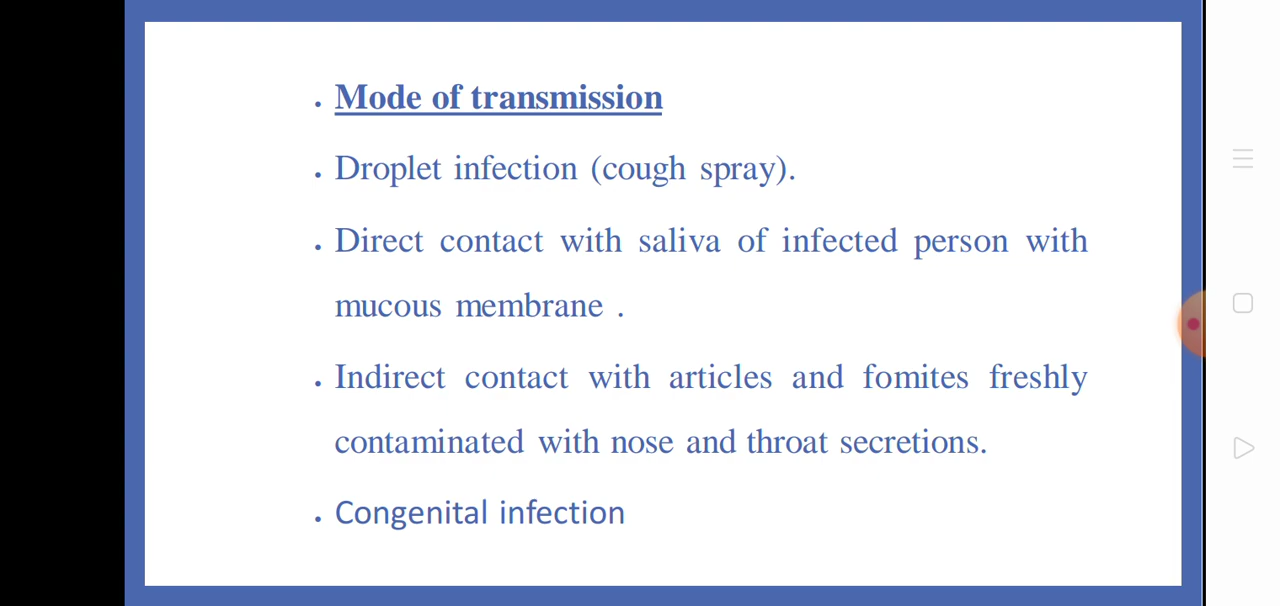 . Mode of transmission
. Droplet infection (cough spray).
. Direct contact with saliva of infected person with
mucous membrane .
. Indirect contact with articles and fomites freshly
contaminated with nose and throat secretions.
. Congenital infection